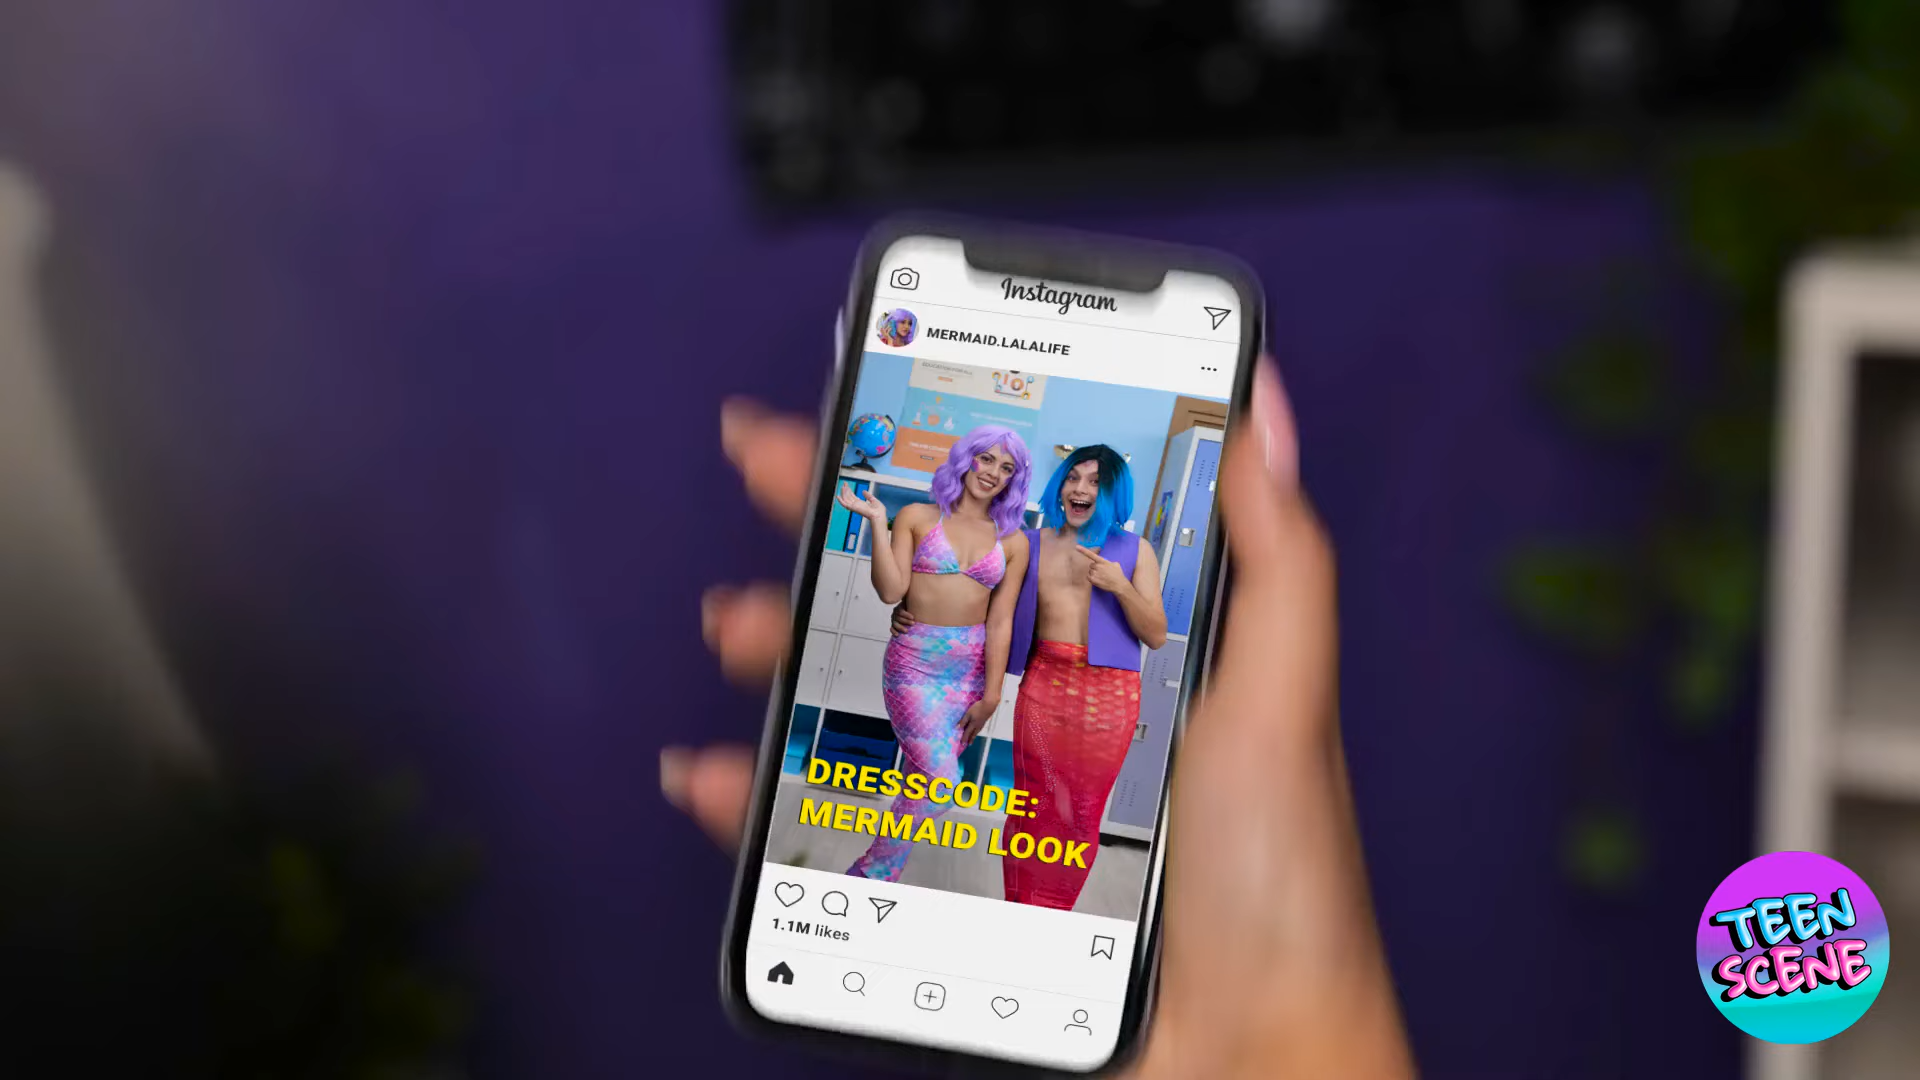 Instagram
MERMAID.LALALIFE
DRESSCODE:
MERMAID LOOK
1.1M likes
TEEN
SCENE